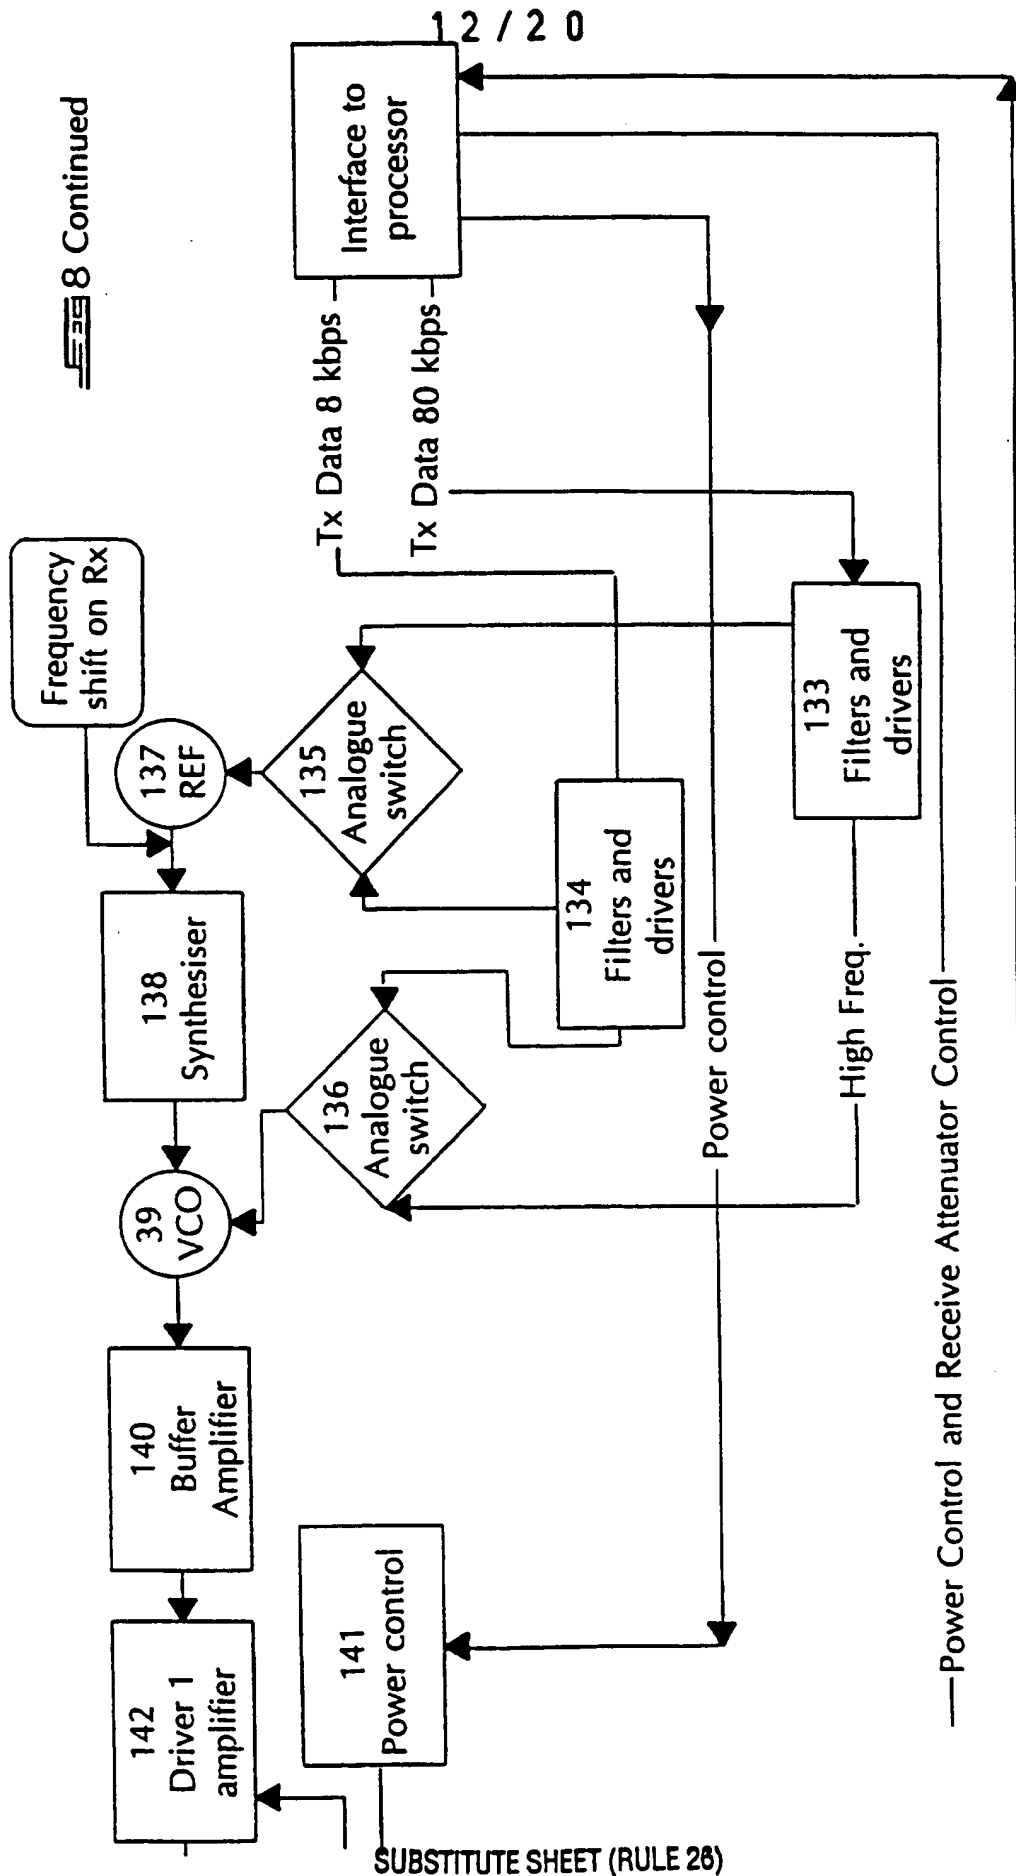 12/20
Fig 8 Continued
Interface to
processor
Tx Data 8 kbps
Tx Data 80 kbps
Frequency
shift on Rx
137
REF
135
Analogue
switch
138
Synthesiser
134
Filters and
drivers
133
Filters and
drivers
136
Analogue
switch
39
VCO
High Freq.
Power control
140
Buffer
Amplifier
142
Driver 1
amplifier
141
Power control
Power Control and Receive Attenuator Control
SUBSTITUTE SHEET (RULE 26)